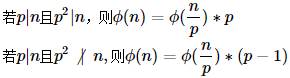 若p|n且p²|n，则ϕ(n) = ϕ(n/p) * p
若p|n且p² ∤ n,则ϕ(n) = ϕ(n/p) * (p − 1)